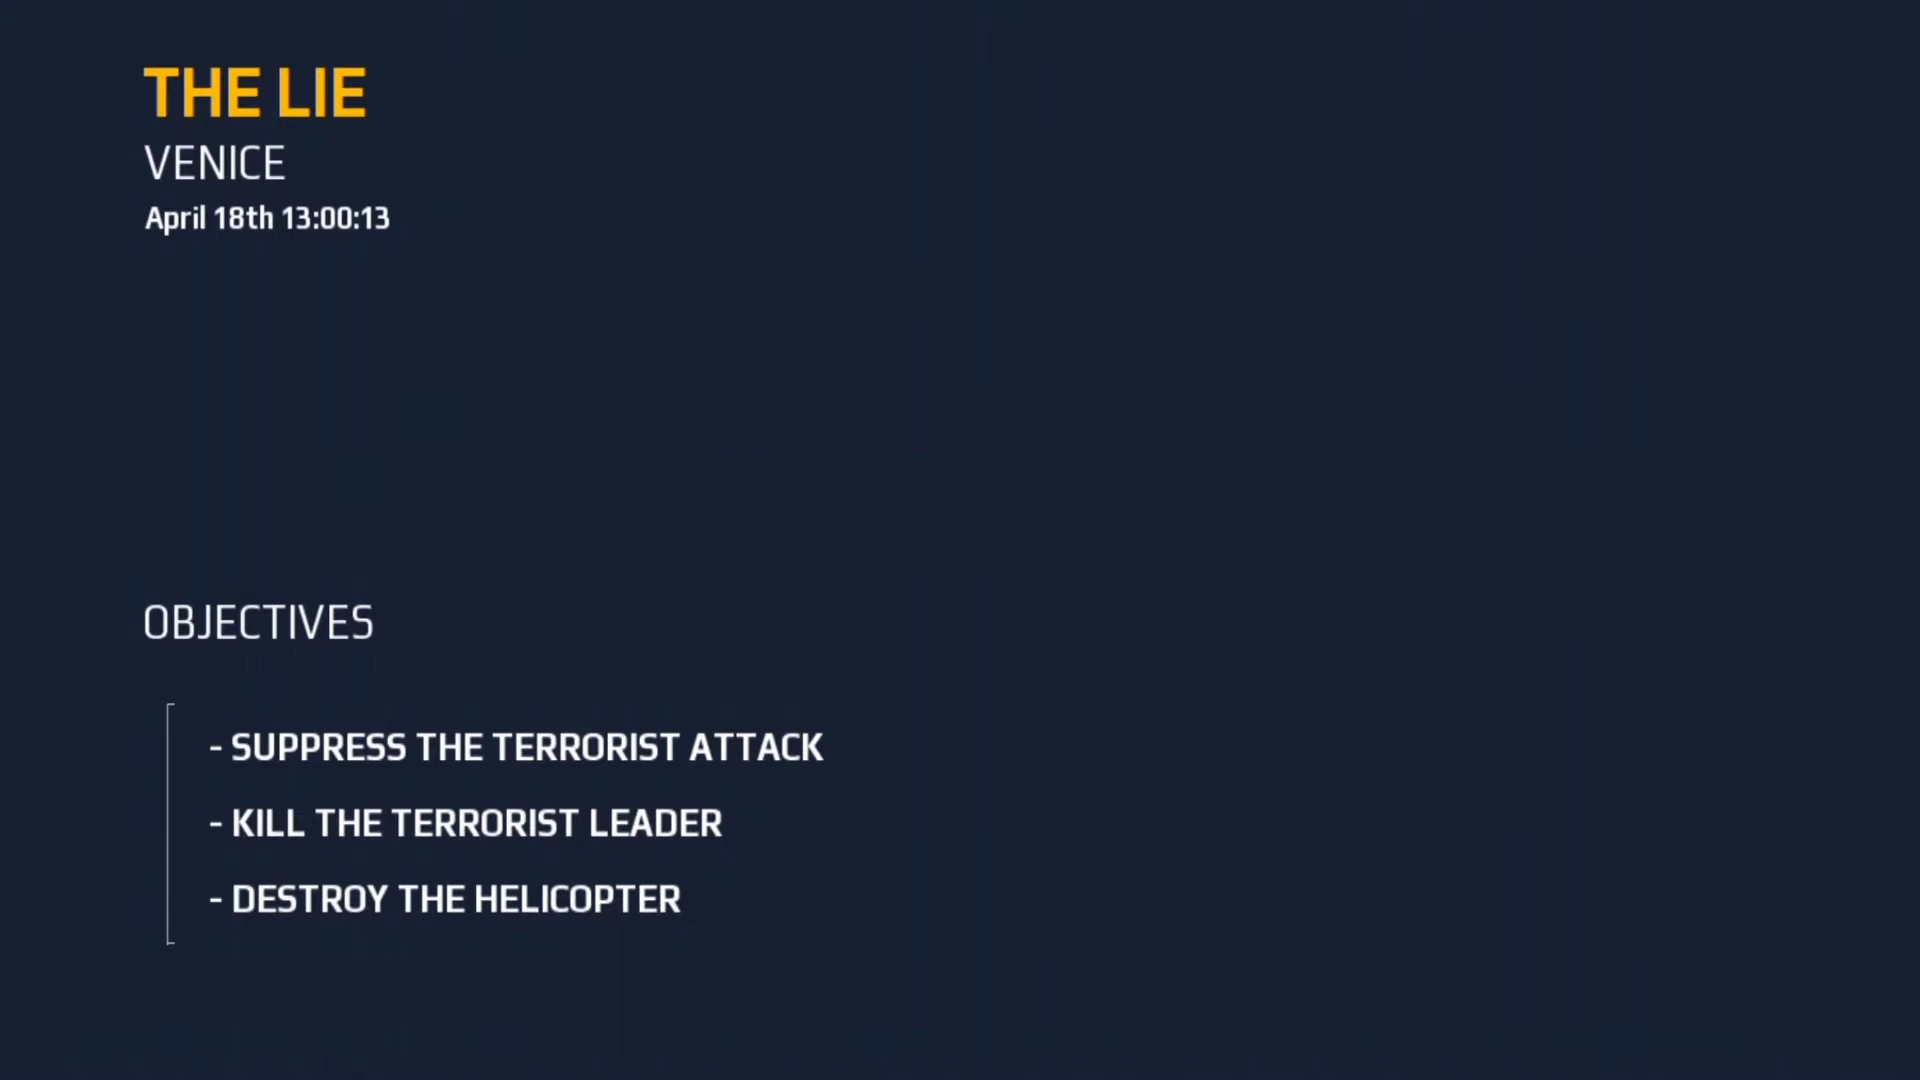 THE LIE
VENICE
April 18th 13:00:13
OBJECTIVES
- SUPPRESS THE TERRORIST ATTACK
- KILL THE TERRORIST LEADER
- DESTROY THE HELICOPTER